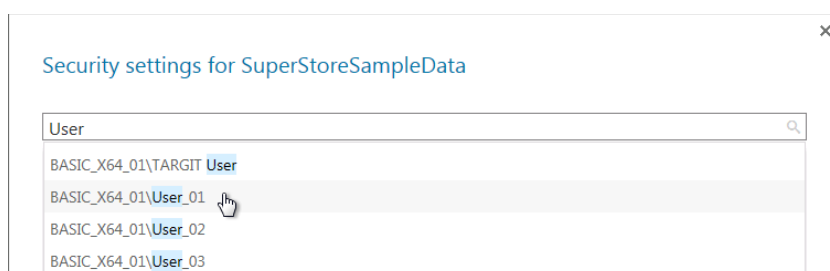 Security settings for SuperStoreSampleData
User
BASIC_X64_01\TARGIT User
BASIC_X64_01\User_01
BASIC_X64_01\User_02
BASIC_X64_01\User_03